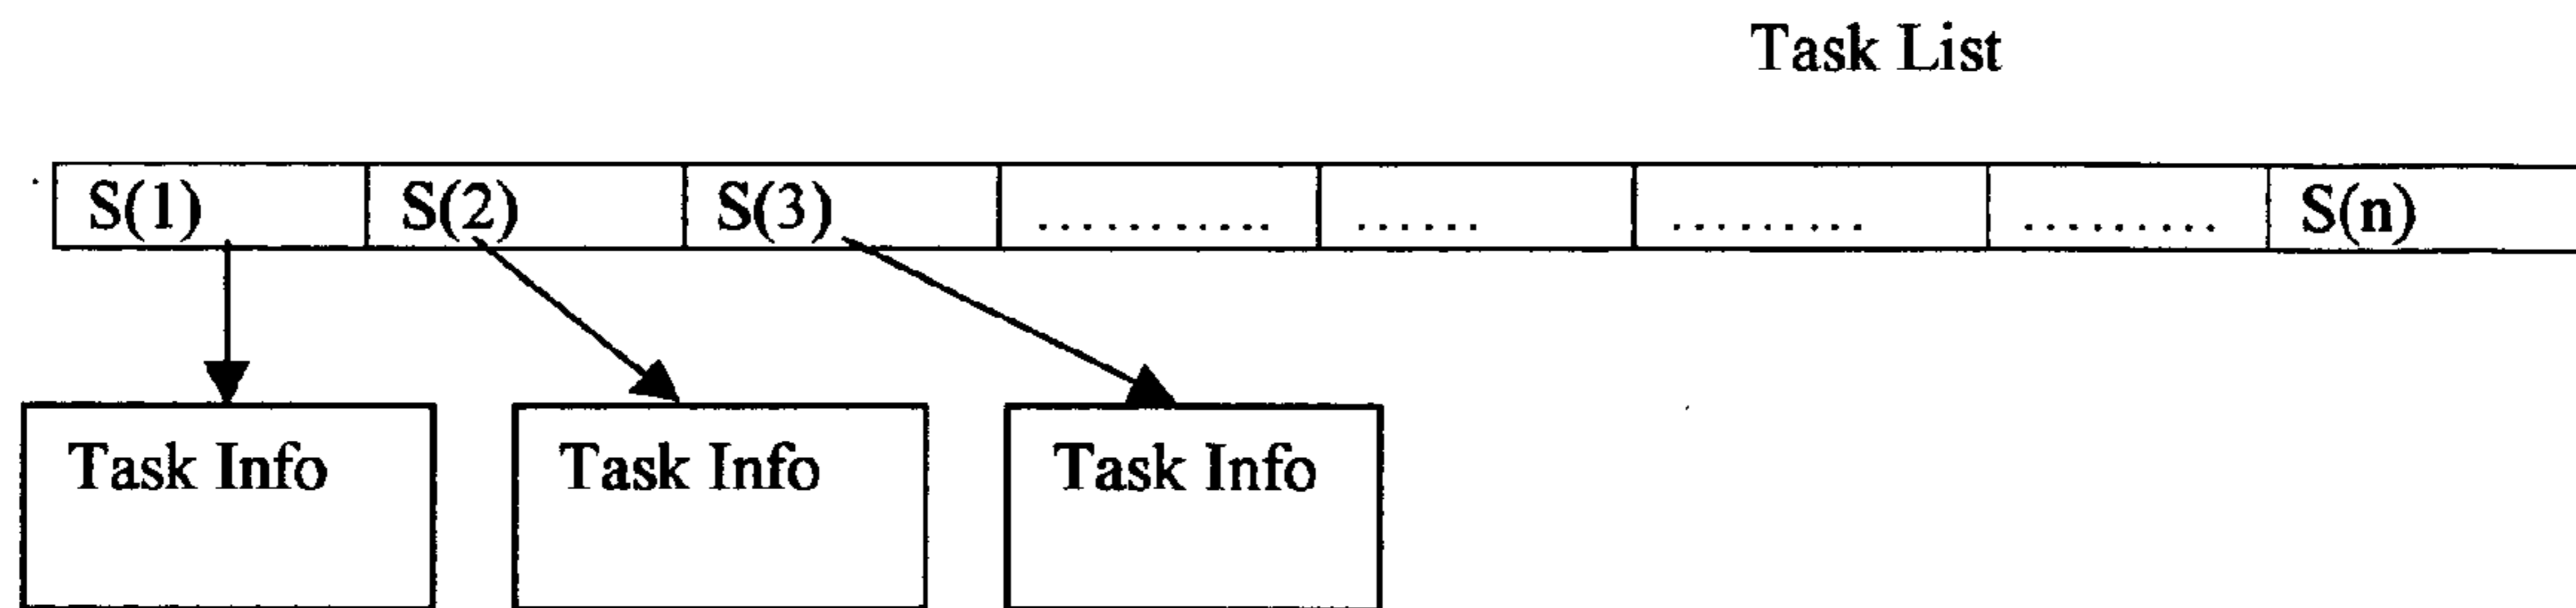 Task List
S(1) S(2) S(3) ........... ...... ......... ......... S(n)
Task Info Task Info Task Info